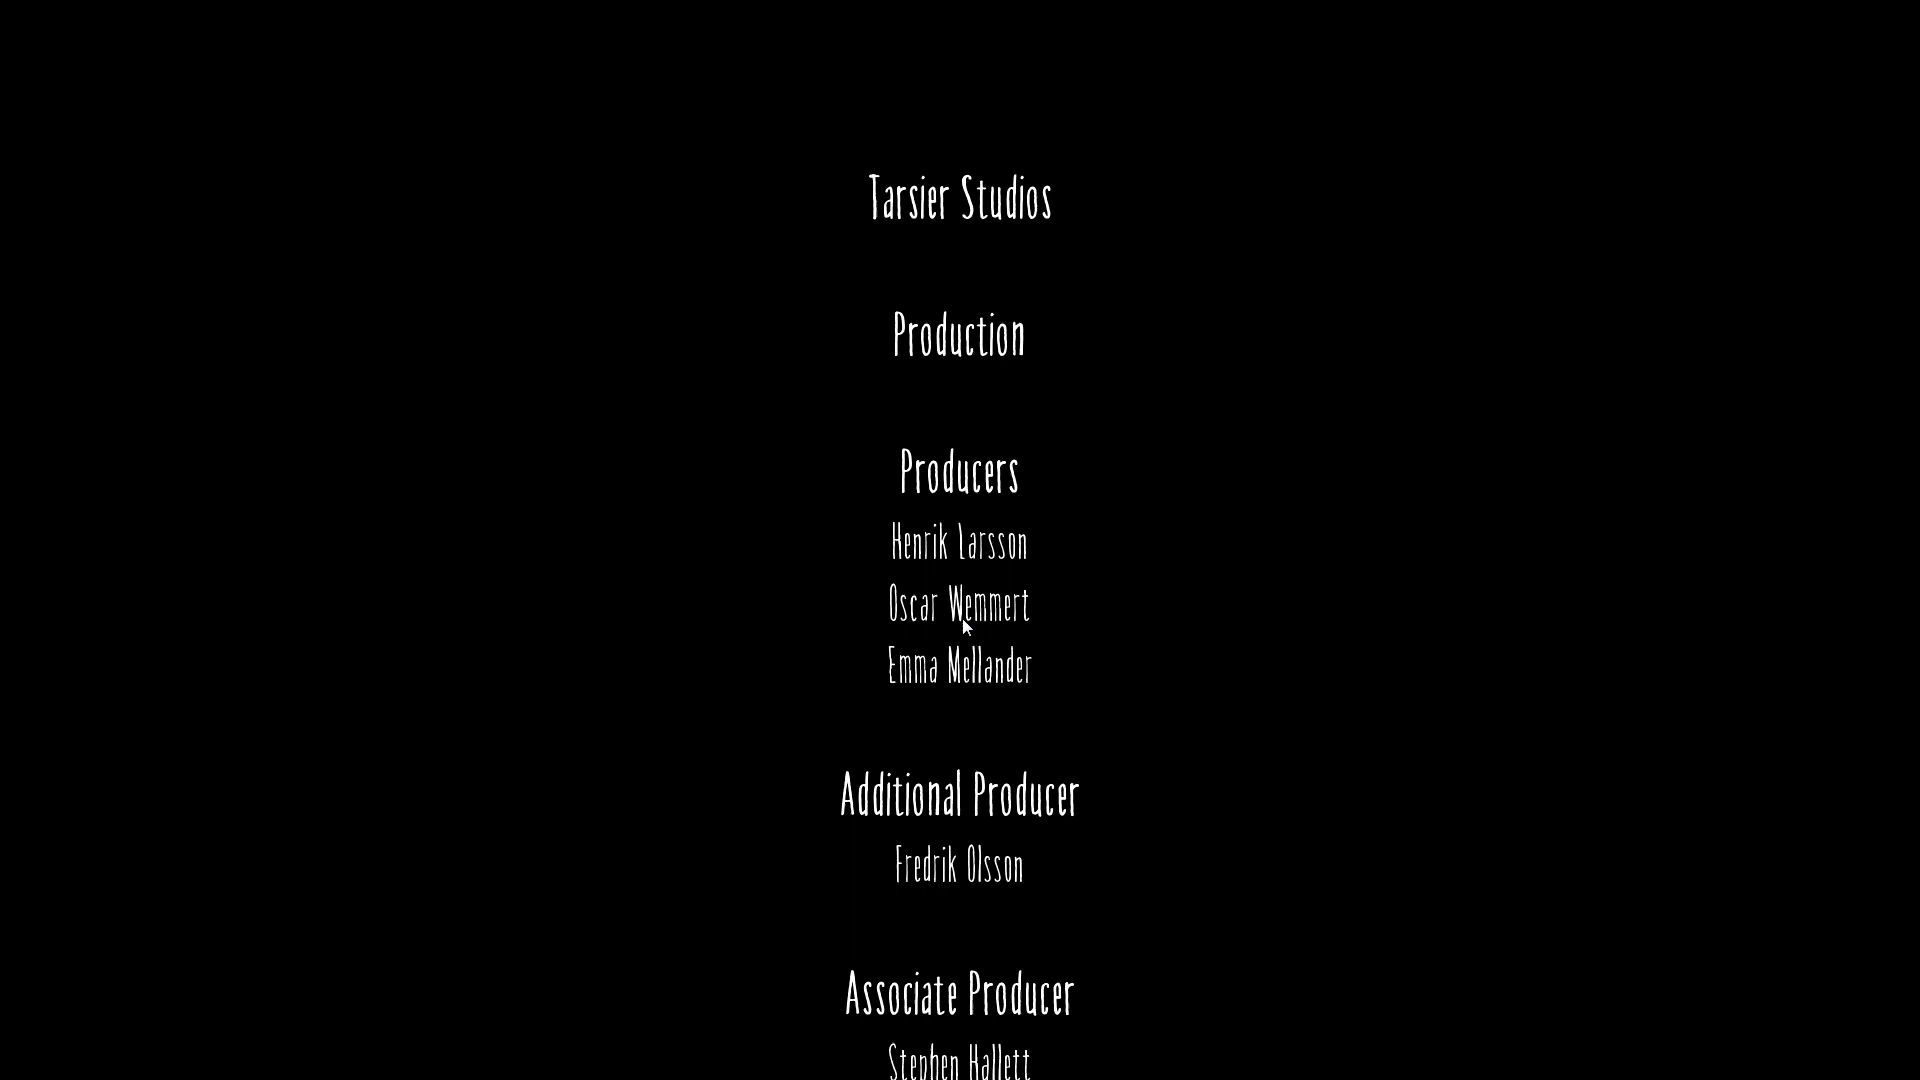 Tarsier Studios
Production
Producers
Henrik Larsson
Oscar Wemmert
Emma Mellander
Additional Producer
Fredrik Olsson
Associate Producer
Stephen Hallett